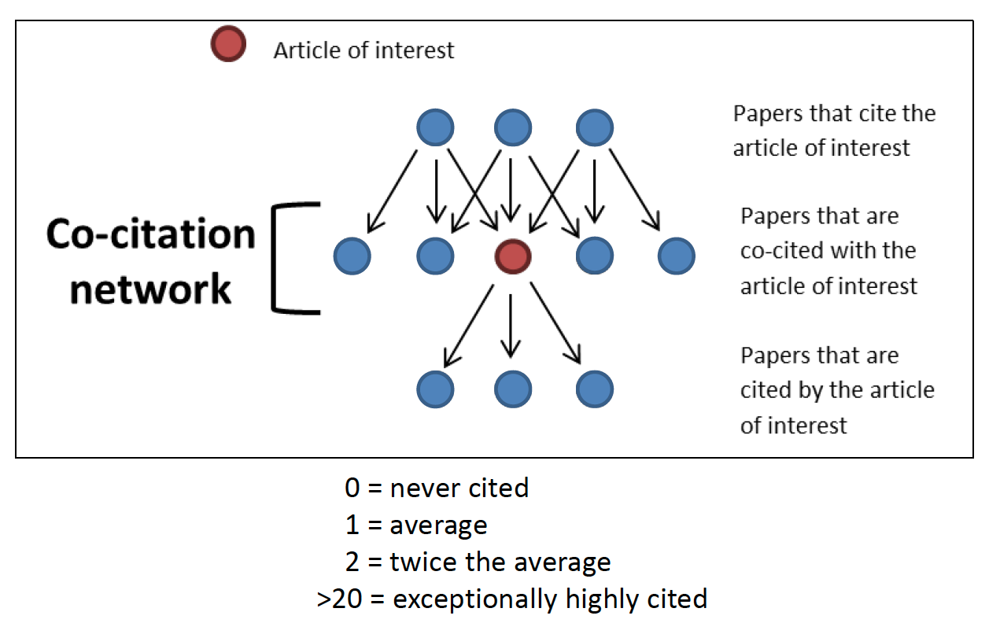 Article of interest
Papers that cite the
article of interest
Co-citation
network
Papers that are
co-cited with the
article of interest
Papers that are
cited by the article
of interest
0 = never cited
1 = average
2 = twice the average
>20 = exceptionally highly cited